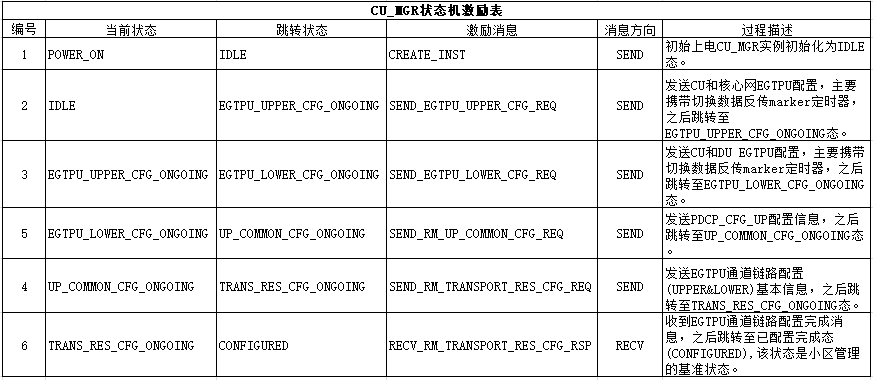 CU_MGR状态机激励表
编号 当前状态 跳转状态 激励消息 消息方向 过程描述
1 POWER_ON IDLE CREATE_INST SEND 初始上电CU_MGR实例初始化为IDLE
态。
2 IDLE EGTPU_UPPER_CFG_ONGOING SEND_EGTPU_UPPER_CFG_REQ SEND 发送CU和核心网EGTPU配置，主要
携带切换数据反传marker定时器，
之后跳转至
EGTPU_UPPER_CFG_ONGOING态。
3 EGTPU_UPPER_CFG_ONGOING EGTPU_LOWER_CFG_ONGOING SEND_EGTPU_LOWER_CFG_REQ SEND 发送CU和DU EGTPU配置，主要携带
切换数据反传marker定时器，之后
跳转至EGTPU_LOWER_CFG_ONGOING
态。
5 EGTPU_LOWER_CFG_ONGOING UP_COMMON_CFG_ONGOING SEND_RM_UP_COMMON_CFG_REQ SEND 发送PDCP_CFG_UP配置信息，之后
跳转至UP_COMMON_CFG_ONGOING态
。
4 UP_COMMON_CFG_ONGOING TRANS_RES_CFG_ONGOING SEND_RM_TRANSPORT_RES_CFG_REQ SEND 发送EGTPU通道链路配置
(UPPER&LOWER)基本信息，之后跳
转至TRANS_RES_CFG_ONGOING态。
6 TRANS_RES_CFG_ONGOING CONFIGURED RECV_RM_TRANSPORT_RES_CFG_RSP RECV 收到EGTPU通道链路配置完成消
息，之后跳转至已配置完成态
(CONFIGURED),该状态是小区管理
的基准状态。